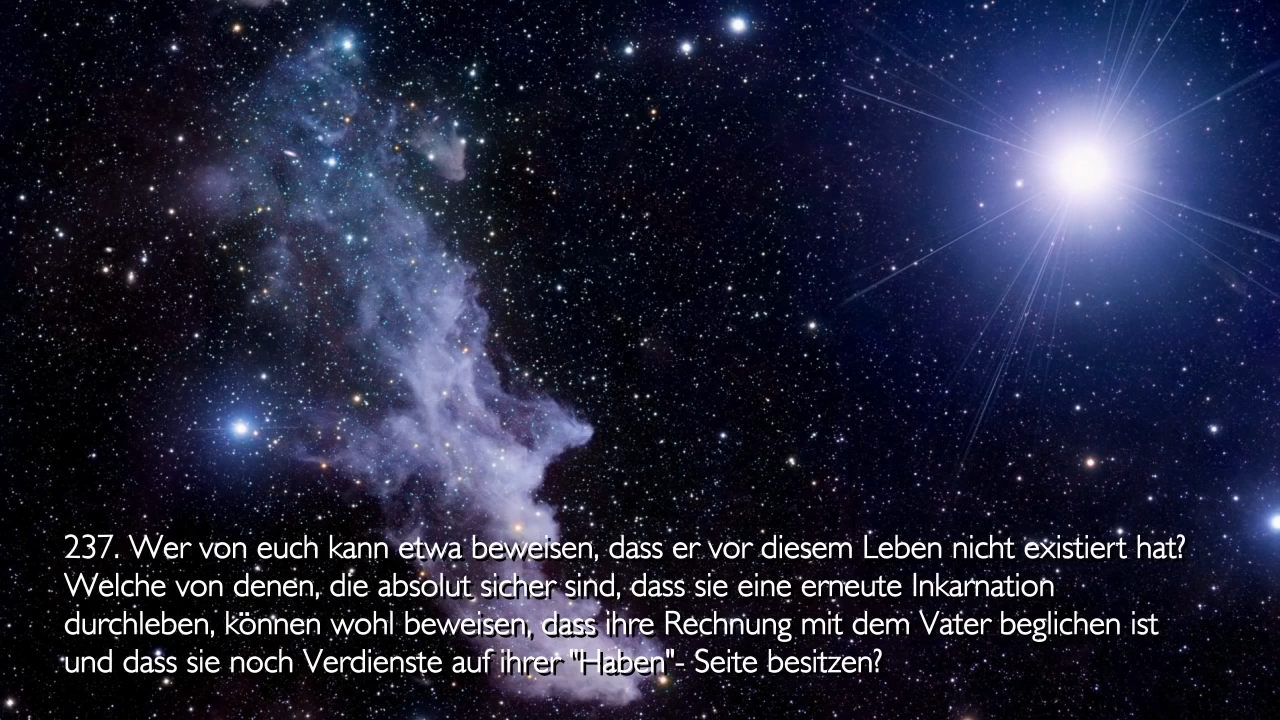 237. Wer von euch kann etwa beweisen, dass er vor diesem Leben nicht existiert hat?
Welche von denen, die absolut sicher sind, dass sie eine erneute Inkarnation
durchleben, können wohl beweisen, dass ihre Rechnung mit dem Vater beglichen ist
und dass sie noch Verdienste auf ihrer "Haben"- Seite besitzen?